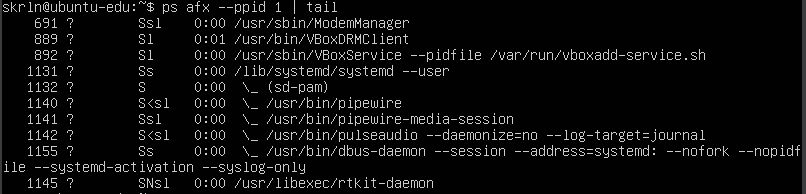 skrln@ubuntu-edu:~$ ps afx --ppid 1 | tail
    691 ?        Ssl    0:00 /usr/sbin/ModemManager
    889 ?        Sl     0:01 /usr/bin/VBoxDRMClient
    892 ?        Sl     0:00 /usr/sbin/VBoxService --pidfile /var/run/vboxadd-service.sh
   1131 ?        Ss     0:00 /lib/systemd/systemd --user
   1132 ?        S      0:00  \_ (sd-pam)
   1140 ?        S<sl   0:00  \_ /usr/bin/pipewire
   1141 ?        Ssl    0:00  \_ /usr/bin/pipewire-media-session
   1142 ?        S<sl   0:00  \_ /usr/bin/pulseaudio --daemonize=no --log-target=journal
   1155 ?        Ss     0:00  \_ /usr/bin/dbus-daemon --session --address=systemd: --nofork --nopidf
ile --systemd-activation --syslog-only
   1145 ?        SNsl   0:00 /usr/libexec/rtkit-daemon